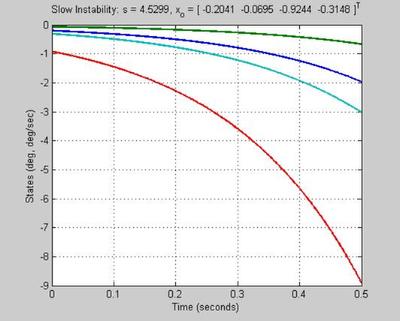 Slow Instability: s = 4.5299, x_o = [ -0.2041 -0.0695 -0.9244 -0.3148 ]^T
0
-1
-2
-3
-4
-5
-6
-7
-8
-9
States (deg, deg/sec)
0 0.1 0.2 0.3 0.4 0.5
Time (seconds)